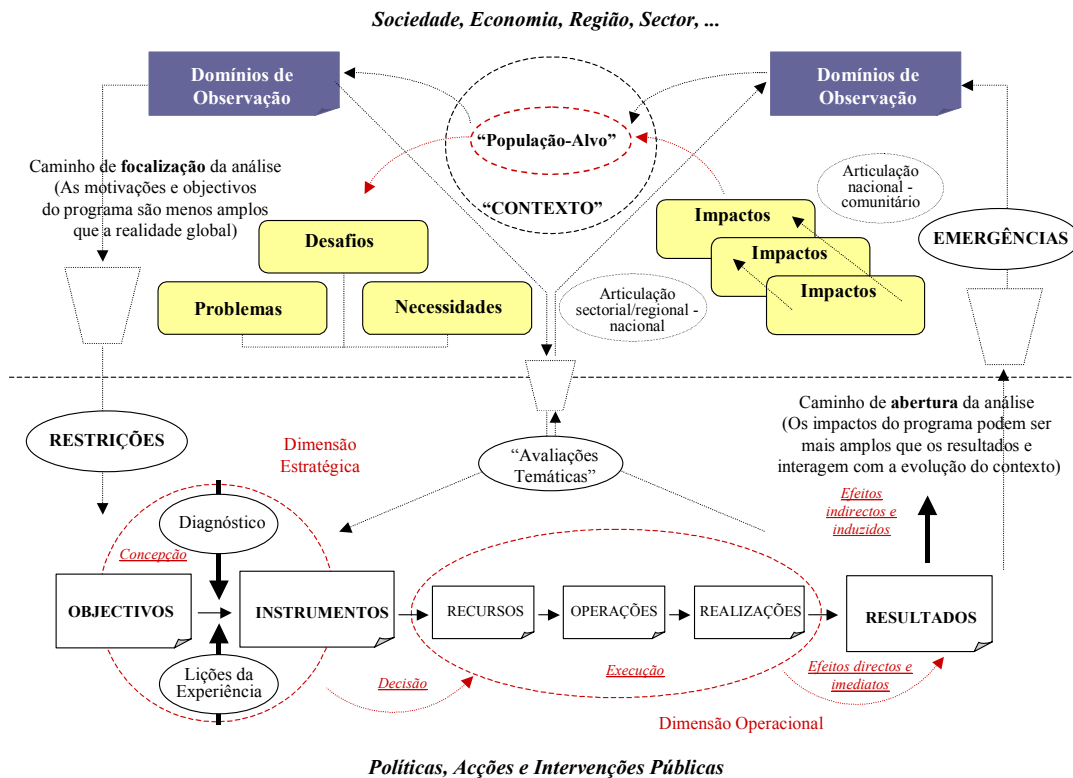 Sociedade, Economia, Região, Sector, ...
Domínios de
Observação
Domínios de
Observação
“População-Alvo”
“CONTEXTO”
Caminho de focalização da análise
(As motivações e objectivos
do programa são menos amplos
que a realidade global)
Articulação
nacional -
comunitário
Desafios
Problemas
Necessidades
Impactos
Impactos
Impactos
EMERGÊNCIAS
Articulação
sectorial/regional -
nacional
RESTRIÇÕES
Dimensão
Estratégica
“Avaliações
Temáticas”
Caminho de abertura da análise
(Os impactos do programa podem ser
mais amplos que os resultados e
interagem com a evolução do contexto)
Efeitos
indirectos e
induzidos
Diagnóstico
Concepção
OBJECTIVOS
INSTRUMENTOS
RECURSOS
OPERAÇÕES
REALIZAÇÕES
RESULTADOS
Lições da
Experiência
Decisão
Execução
Efeitos directos e
imediatos
Dimensão Operacional
Políticas, Acções e Intervenções Públicas